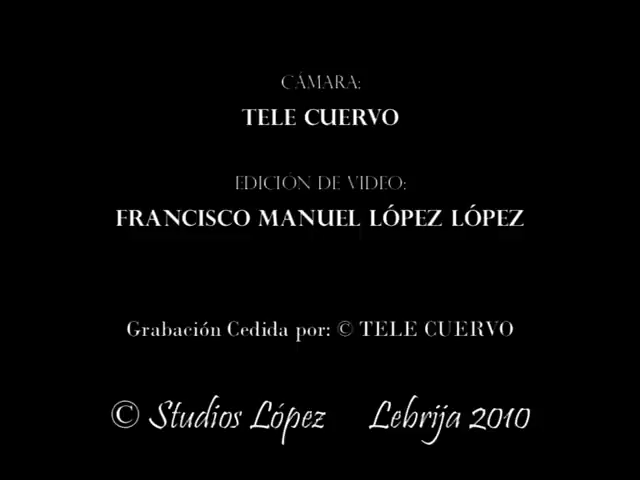 CÁMARA:
TELE CUERVO
EDICIÓN DE VIDEO:
FRANCISCO MANUEL LÓPEZ LÓPEZ
Grabación Cedida por: © TELE CUERVO
© Studios López Lebrija 2010